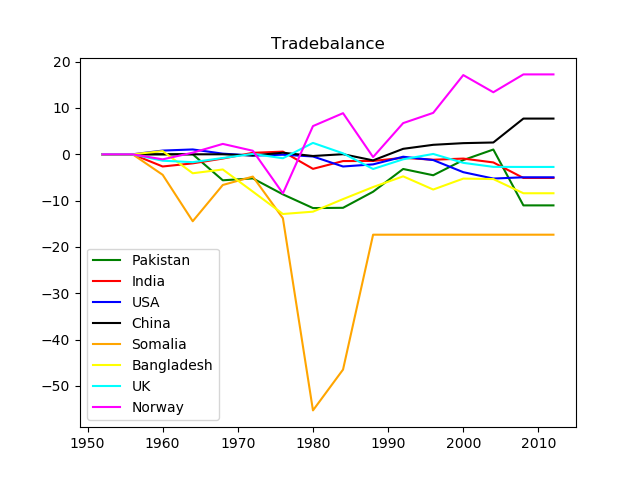 Tradebalance
20
10
0
−10
−20
−30
−40
−50
Pakistan
India
USA
China
Somalia
Bangladesh
UK
Norway
1950 1960 1970 1980 1990 2000 2010